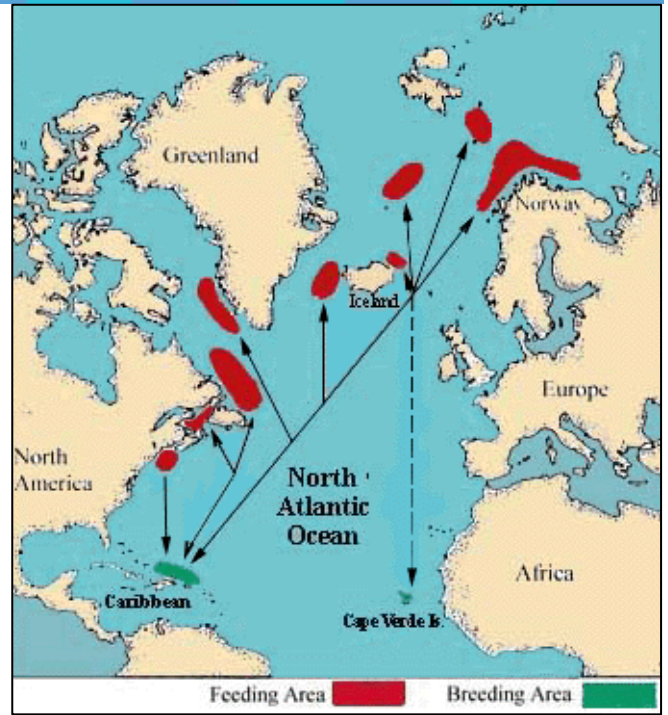 Greenland
Norway
Iceland
Europe
North
America
North
Atlantic
Ocean
Africa
Caribbean
Cape Verde Is.
Feeding Area
Breeding Area